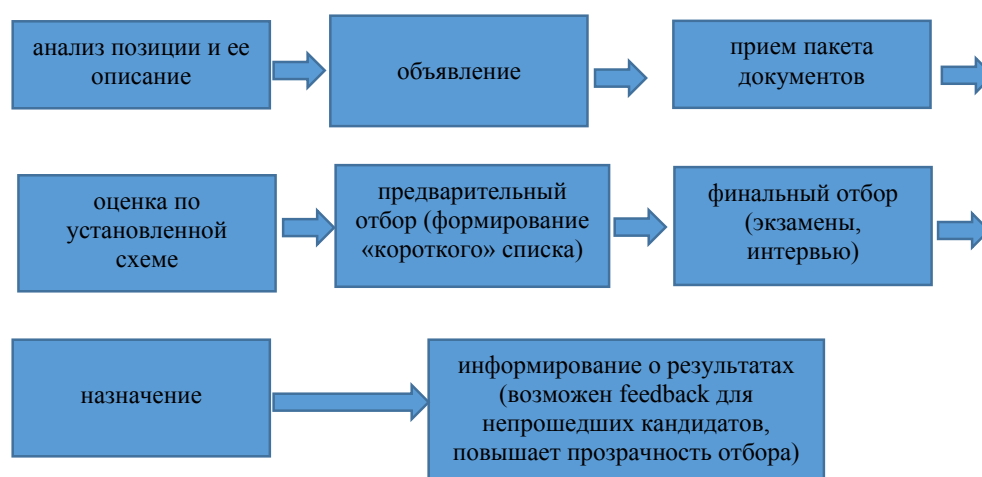 анализ позиции и ее
описание
объявление
прием пакета
документов
оценка по
установленной
схеме
предварительный
отбор (формирование
«короткого» списка)
финальный отбор
(экзамены,
интервью)
назначение
информирование о результатах
(возможен feedback для
непрошедших кандидатов,
повышает прозрачность отбора)